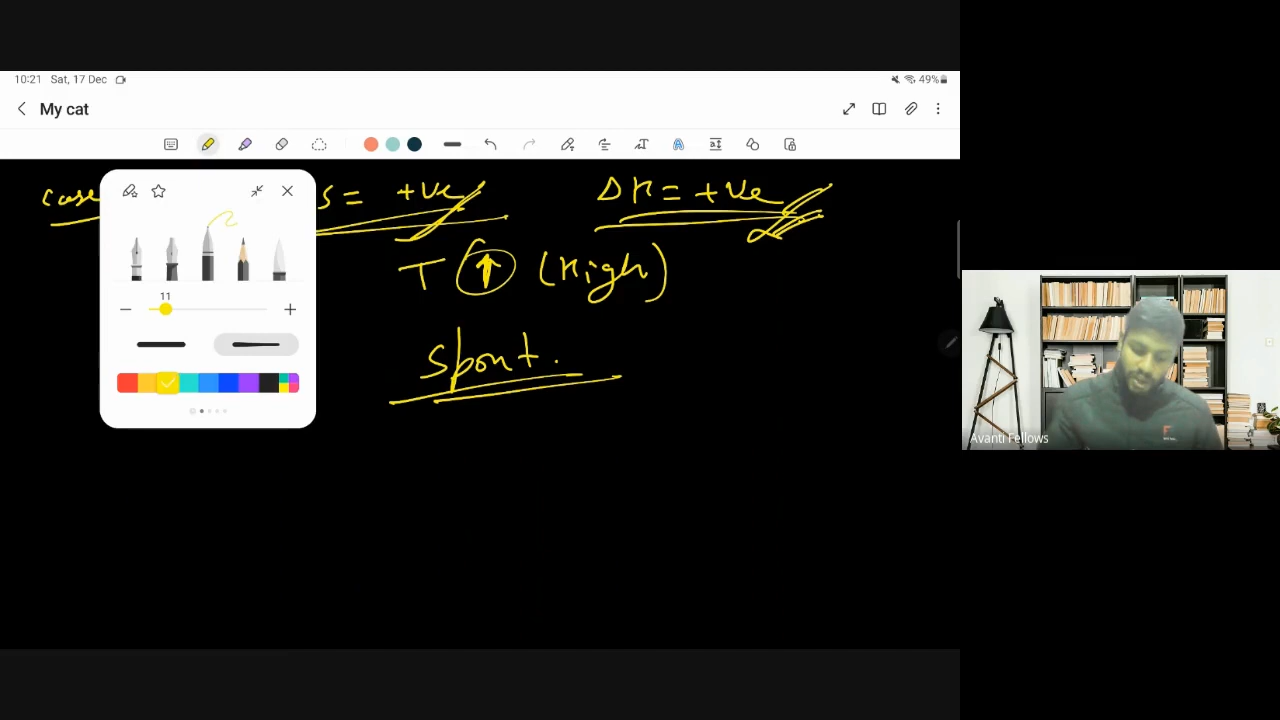 10:21 Sat, 17 Dec
49%
My cat
11
case
S = +ve
ΔH = +ve
T ↑ (High)
Spont.
Avanti Fellows